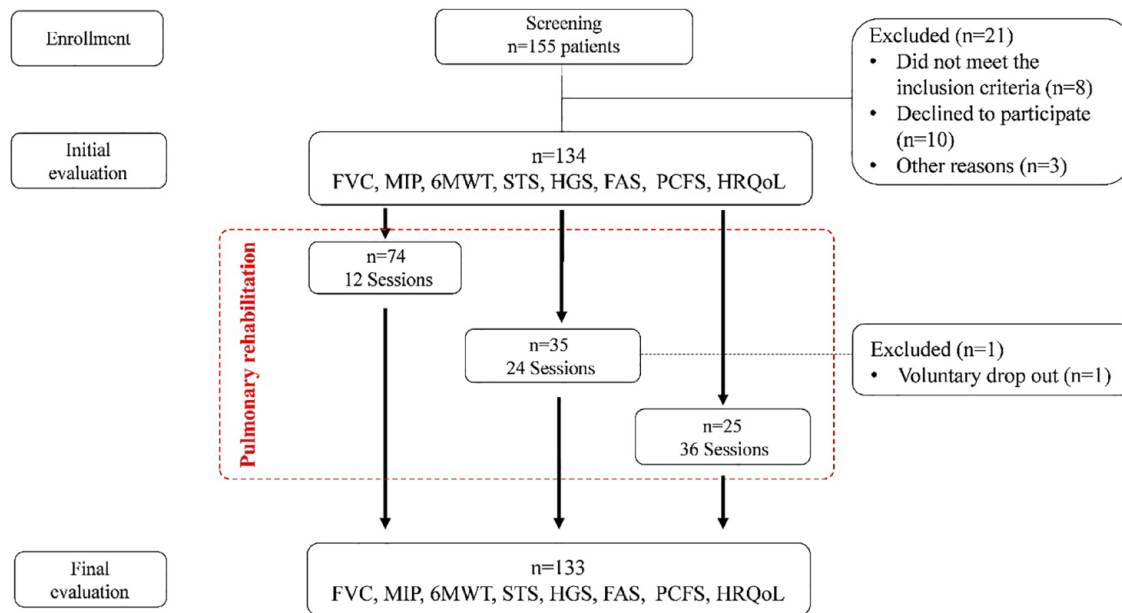 Enrollment
Screening
n=155 patients
Excluded (n=21)
• Did not meet the
inclusion criteria (n=8)
• Declined to participate
(n=10)
• Other reasons (n=3)
Initial
evaluation
n=134
FVC, MIP, 6MWT, STS, HGS, FAS, PCFS, HRQoL
Pulmonary rehabilitation
n=74
12 Sessions
n=35
24 Sessions
Excluded (n=1)
• Voluntary drop out (n=1)
n=25
36 Sessions
Final
evaluation
n=133
FVC, MIP, 6MWT, STS, HGS, FAS, PCFS, HRQoL